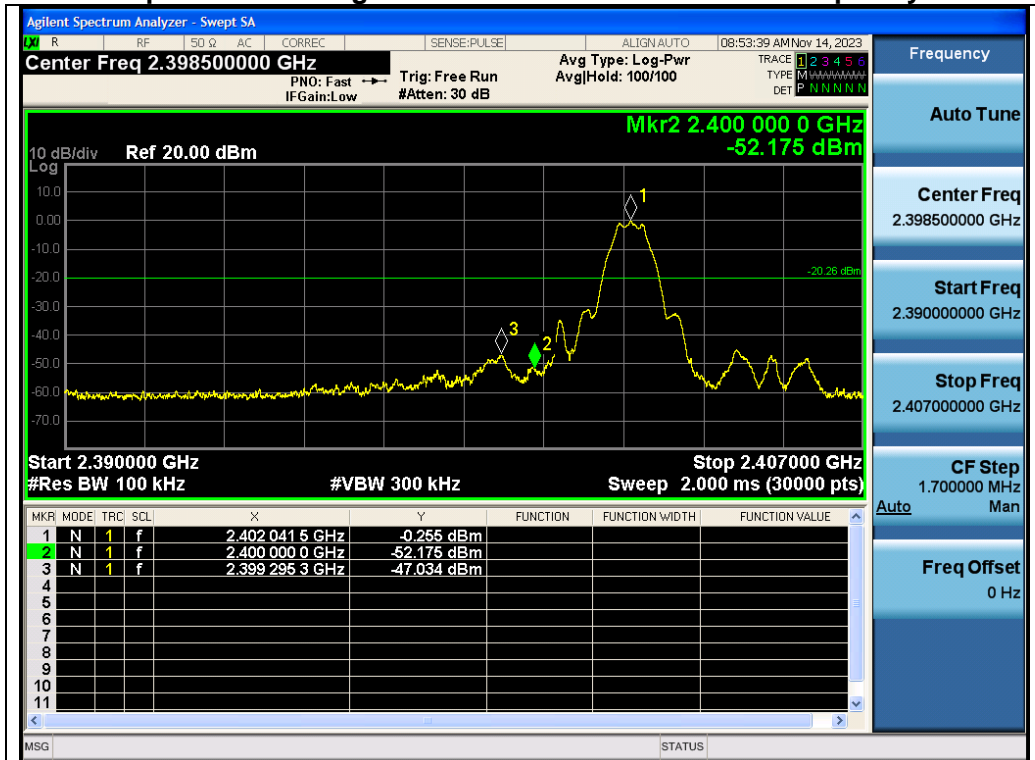 Agilent Spectrum Analyzer - Swept SA
LXI R RF 50 Ω AC CORREC SENSE:PULSE ALIGN AUTO 08:53:39 AM Nov 14, 2023
Center Freq 2.398500000 GHz
PNO: Fast
IFGain:Low
Trig: Free Run
#Atten: 30 dB
Avg Type: Log-Pwr
Avg|Hold: 100/100
TRACE 1 2 3 4 5 6
TYPE M W W W W W
DET P N N N N N
Frequency
Mkr2 2.400 000 0 GHz
-52.175 dBm
10 dB/div Ref 20.00 dBm
Log
10.0
0.00
-10.0
-20.0
-30.0
-40.0
-50.0
-60.0
-70.0
1
-20.26 dBm
3
2
Start 2.390000 GHz Stop 2.407000 GHz
#Res BW 100 kHz #VBW 300 kHz Sweep 2.000 ms (30000 pts)
MKR MODE TRC SCL X Y FUNCTION FUNCTION WIDTH FUNCTION VALUE
1 N 1 f 2.402 041 5 GHz -0.255 dBm
2 N 1 f 2.400 000 0 GHz -52.175 dBm
3 N 1 f 2.399 295 3 GHz -47.034 dBm
4
5
6
7
8
9
10
11
MSG STATUS
Auto Tune
Center Freq
2.398500000 GHz
Start Freq
2.390000000 GHz
Stop Freq
2.407000000 GHz
CF Step
1.700000 MHz
Auto Man
Freq Offset
0 Hz